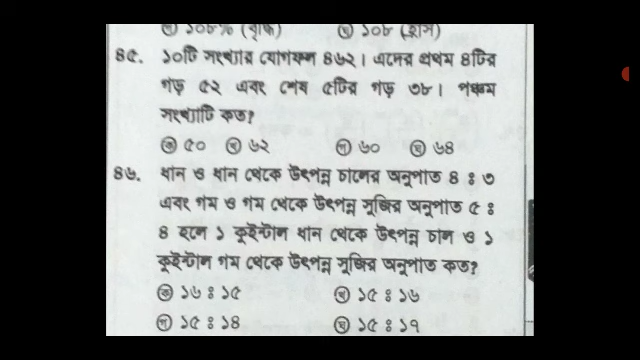 ১০৮% (বৃদ্ধি) ১০৮ (হ্রাস)
৪৫. ১০টি সংখ্যার যোগফল ৪৬২। এদের প্রথম ৪টির
গড় ৫২ এবং শেষ ৫টির গড় ৩৮। পঞ্চম
সংখ্যাটি কত?
ক ৫০ খ ৬২ গ ৬০ ঘ ৬৪
৪৬. ধান ও ধান থেকে উৎপন্ন চালের অনুপাত ৪ ঃ ৩
এবং গম ও গম থেকে উৎপন্ন সুজির অনুপাত ৫ ঃ
৪ হলে ১ কুইন্টাল ধান থেকে উৎপন্ন চাল ও ১
কুইন্টাল গম থেকে উৎপন্ন সুজির অনুপাত কত?
ক ১৬ ঃ ১৫ খ ১৫ ঃ ১৬
গ ১৫ ঃ ১৪ ঘ ১৫ ঃ ১৭